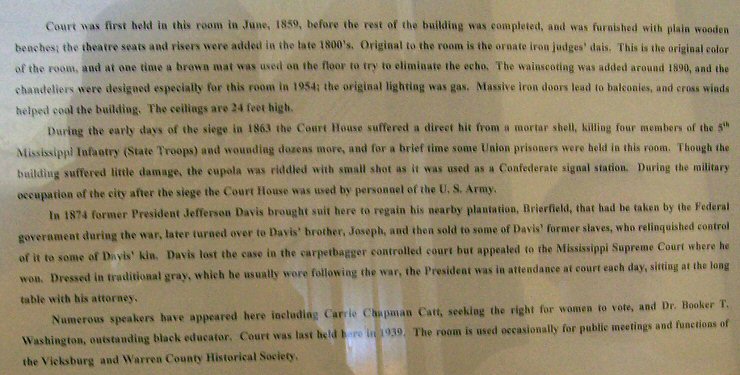 Court was first held in this room in June, 1859, before the rest of the building was completed, and was furnished with plain wooden
benches; the theatre seats and risers were added in the late 1800's. Original to the room is the ornate iron judges' dais. This is the original color
of the room, and at one time a brown mat was used on the floor to try to eliminate the echo. The wainscoting was added around 1890, and the
chandeliers were designed especially for this room in 1954; the original lighting was gas. Massive iron doors lead to balconies, and cross winds
helped cool the building. The ceilings are 24 feet high.
During the early days of the siege in 1863 the Court House suffered a direct hit from a mortar shell, killing four members of the 5th
Mississippi Infantry (State Troops) and wounding dozens more, and for a brief time some Union prisoners were held in this room. Though the
building suffered little damage, the cupola was riddled with small shot as it was used as a Confederate signal station. During the military
occupation of the city after the siege the Court House was used by personnel of the U. S. Army.
In 1874 former President Jefferson Davis brought suit here to regain his nearby plantation, Brierfield, that had be taken by the Federal
government during the war, later turned over to Davis' brother, Joseph, and then sold to some of Davis' former slaves, who relinquished control
of it to some of Davis' kin. Davis lost the case in the carpetbagger controlled court but appealed to the Mississippi Supreme Court where he
won. Dressed in traditional gray, which he usually wore following the war, the President was in attendance at court each day, sitting at the long
table with his attorney.
Numerous speakers have appeared here including Carrie Chapman Catt, seeking the right for women to vote, and Dr. Booker T.
Washington, outstanding black educator. Court was last held here in 1939. The room is used occasionally for public meetings and functions of
the Vicksburg and Warren County Historical Society.